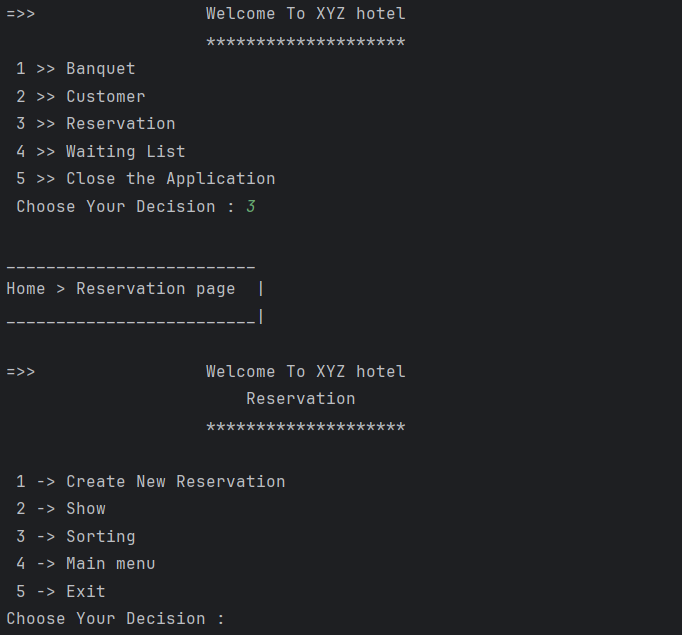 =>>                 Welcome To XYZ hotel
                    ********************
 1 >> Banquet
 2 >> Customer
 3 >> Reservation
 4 >> Waiting List
 5 >> Close the Application
 Choose Your Decision : 3
_________________________
Home > Reservation page  |
_________________________|
=>>                 Welcome To XYZ hotel
                        Reservation
                    ********************
 1 -> Create New Reservation
 2 -> Show
 3 -> Sorting
 4 -> Main menu
 5 -> Exit
Choose Your Decision :